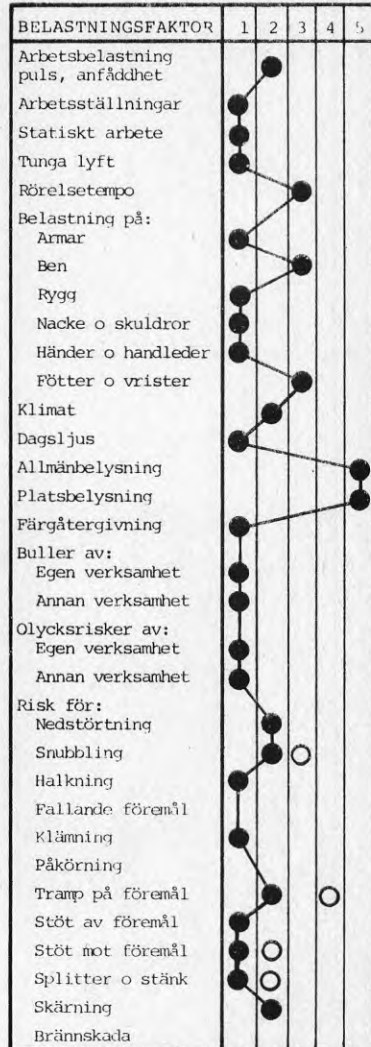 BELASTNINGSFAKTOR 1 2 3 4 5
Arbetsbelastning
puls, anfåddhet
Arbetsställningar
Statiskt arbete
Tunga lyft
Rörelsetempo
Belastning på:
Armar
Ben
Rygg
Nacke o skuldror
Händer o handleder
Fötter o vrister
Klimat
Dagsljus
Allmänbelysning
Platsbelysning
Färgåtergivning
Buller av:
Egen verksamhet
Annan verksamhet
Olycksrisker av:
Egen verksamhet
Annan verksamhet
Risk för:
Nedstörtning
Snubbling
Halkning
Fallande föremål
Klämning
Påkörning
Tramp på föremål
Stöt av föremål
Stöt mot föremål
Splitter o stänk
Skärning
Brännskada